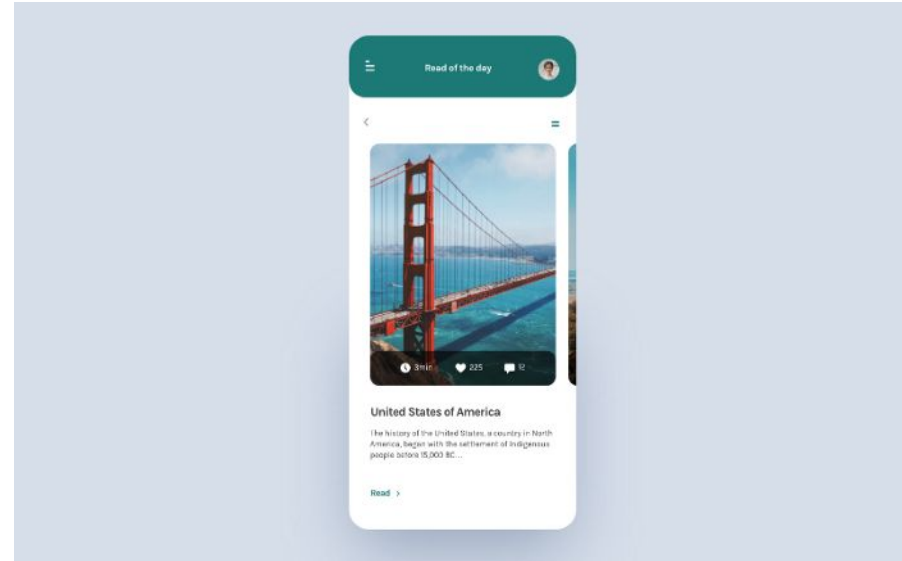 Read of the day
3min
225
12
United States of America
The history of the United States, a country in North
America, began with the settlement of Indigenous
people before 15,000 BC...
Read >